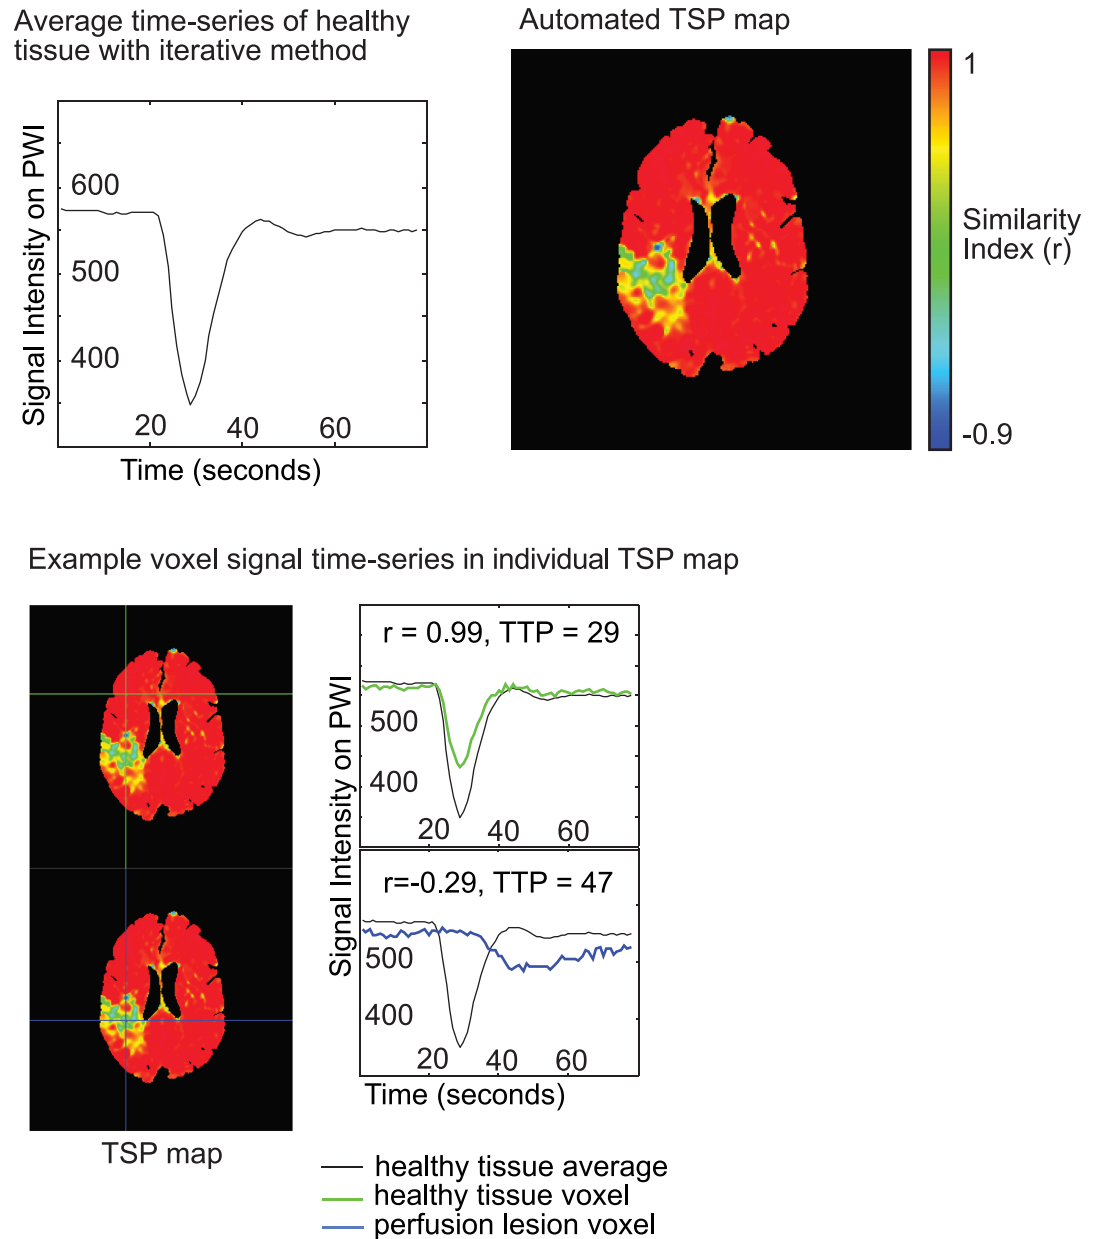 Average time-series of healthy
tissue with iterative method
Automated TSP map
Signal Intensity on PWI
600
500
400
20 40 60
Time (seconds)
1
Similarity
Index (r)
-0.9
Example voxel signal time-series in individual TSP map
Signal Intensity on PWI
r = 0.99, TTP = 29
500
400
20 40 60
r=-0.29, TTP = 47
500
400
20 40 60
Time (seconds)
TSP map
healthy tissue average
healthy tissue voxel
perfusion lesion voxel